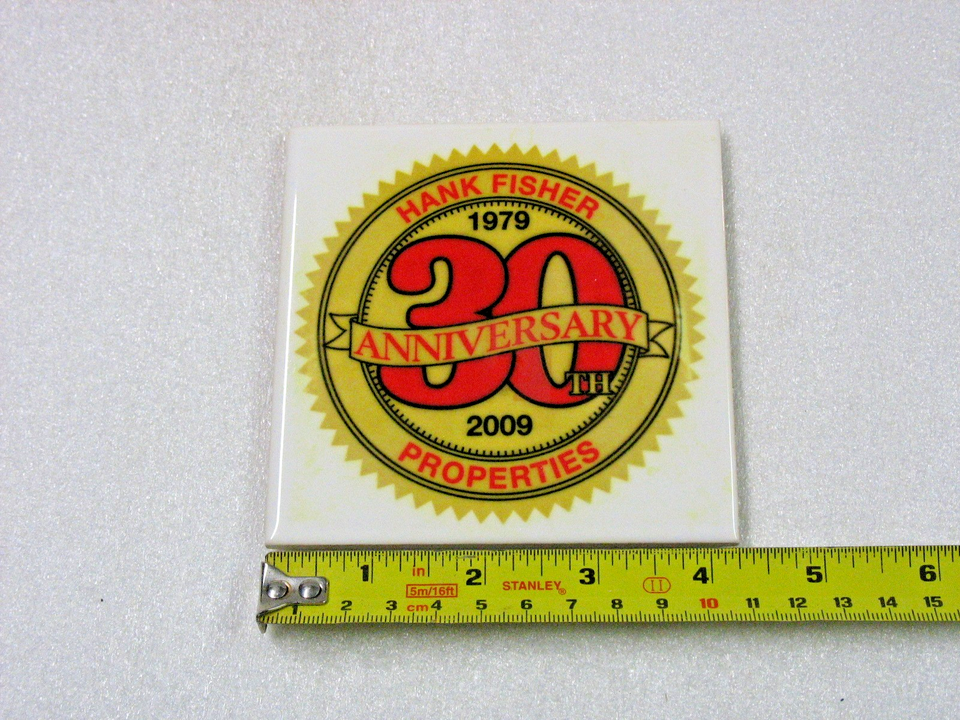 HANK FISHER
1979
30
ANNIVERSARY
TH
2009
PROPERTIES
1 in 2 3 4 5 6
5m/16ft STANLEY® II
1 2 3 cm 4 5 6 7 8 9 10 11 12 13 14 15